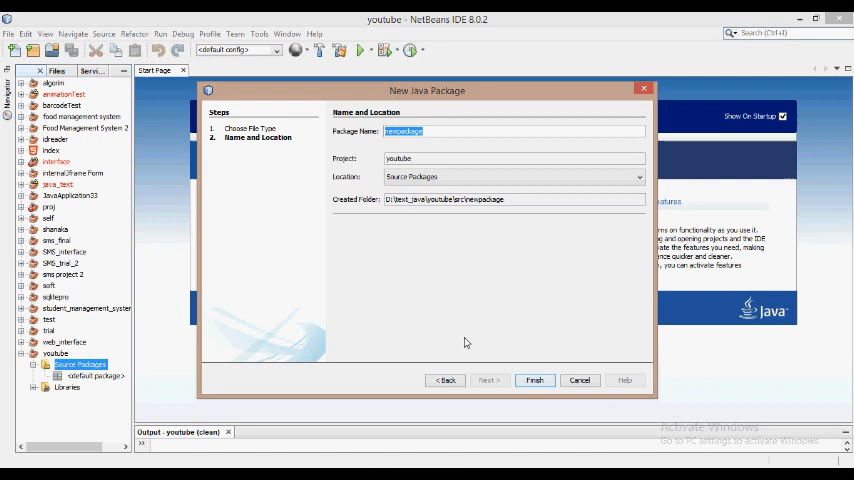 youtube - NetBeans IDE 8.0.2
File Edit View Navigate Source Refactor Run Debug Profile Team Tools Window Help
Search (Ctrl+I)
<default config>
Files Servi...
Start Page
Navigator
algorim
animationTest
barcodeTest
food management system
Food Management System 2
idreader
index
interface
internalIframe Form
java_text
JavaApplication33
proj
self
shanaka
sms_final
SMS_interface
SMS_trial_2
sms project 2
soft
sqlitepro
student_management_system
test
trial
web_interface
youtube
Source Packages
<default package>
Libraries
Show On Startup
New Java Package
Steps
1. Choose File Type
2. Name and Location
Name and Location
Package Name: newpackage
Project: youtube
Location: Source Packages
Created Folder: D:\text_java\youtube\src\newpackage
< Back Next > Finish Cancel Help
eatures
rns on functionality as you use it.
ng and opening projects and the IDE
vate the features you need, making
ence quicker and cleaner.
, you can activate features
Java
Output - youtube (clean)
Activate Windows
Go to PC settings to activate Windows.